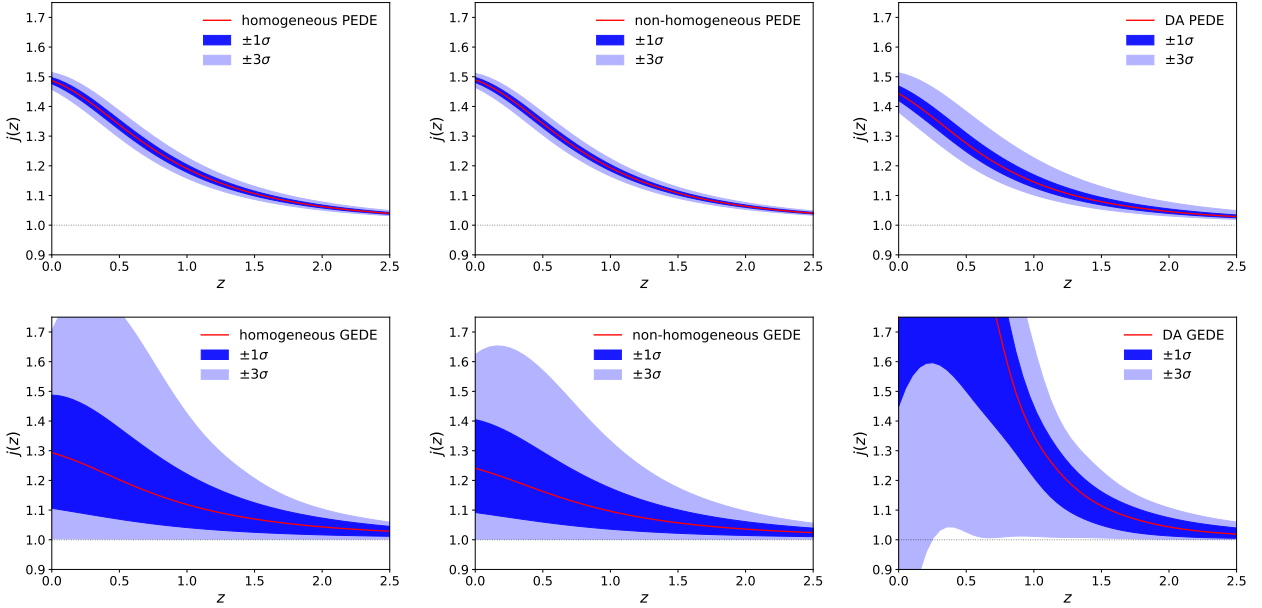 homogeneous PEDE
±1σ
±3σ
j(z)
1.7
1.6
1.5
1.4
1.3
1.2
1.1
1.0
0.9
0.0 0.5 1.0 1.5 2.0 2.5
z
non-homogeneous PEDE
±1σ
±3σ
j(z)
1.7
1.6
1.5
1.4
1.3
1.2
1.1
1.0
0.9
0.0 0.5 1.0 1.5 2.0 2.5
z
DA PEDE
±1σ
±3σ
j(z)
1.7
1.6
1.5
1.4
1.3
1.2
1.1
1.0
0.9
0.0 0.5 1.0 1.5 2.0 2.5
z
homogeneous GEDE
±1σ
±3σ
j(z)
1.7
1.6
1.5
1.4
1.3
1.2
1.1
1.0
0.9
0.0 0.5 1.0 1.5 2.0 2.5
z
non-homogeneous GEDE
±1σ
±3σ
j(z)
1.7
1.6
1.5
1.4
1.3
1.2
1.1
1.0
0.9
0.0 0.5 1.0 1.5 2.0 2.5
z
DA GEDE
±1σ
±3σ
j(z)
1.7
1.6
1.5
1.4
1.3
1.2
1.1
1.0
0.9
0.0 0.5 1.0 1.5 2.0 2.5
z